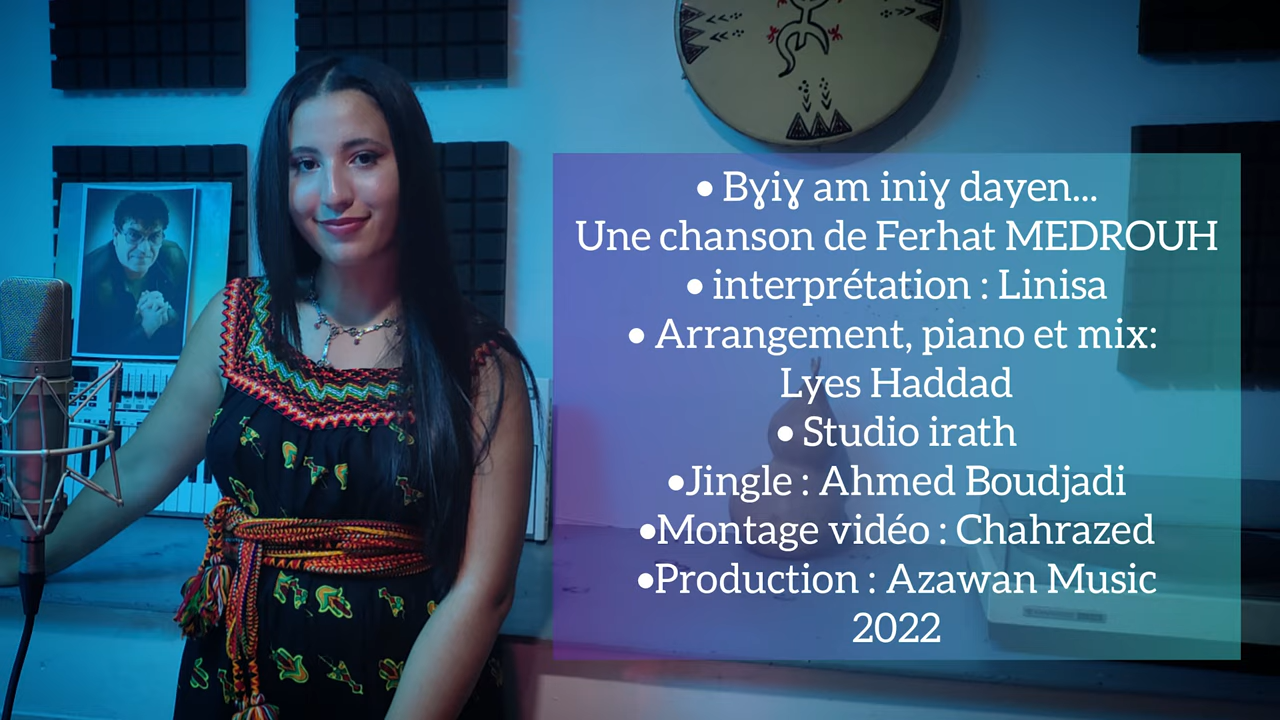 ● Bɣiɣ am iniɣ dayen...
Une chanson de Ferhat MEDROUH
● interprétation : Linisa
● Arrangement, piano et mix:
Lyes Haddad
● Studio irath
●Jingle : Ahmed Boudjadi
●Montage vidéo : Chahrazed
●Production : Azawan Music
2022